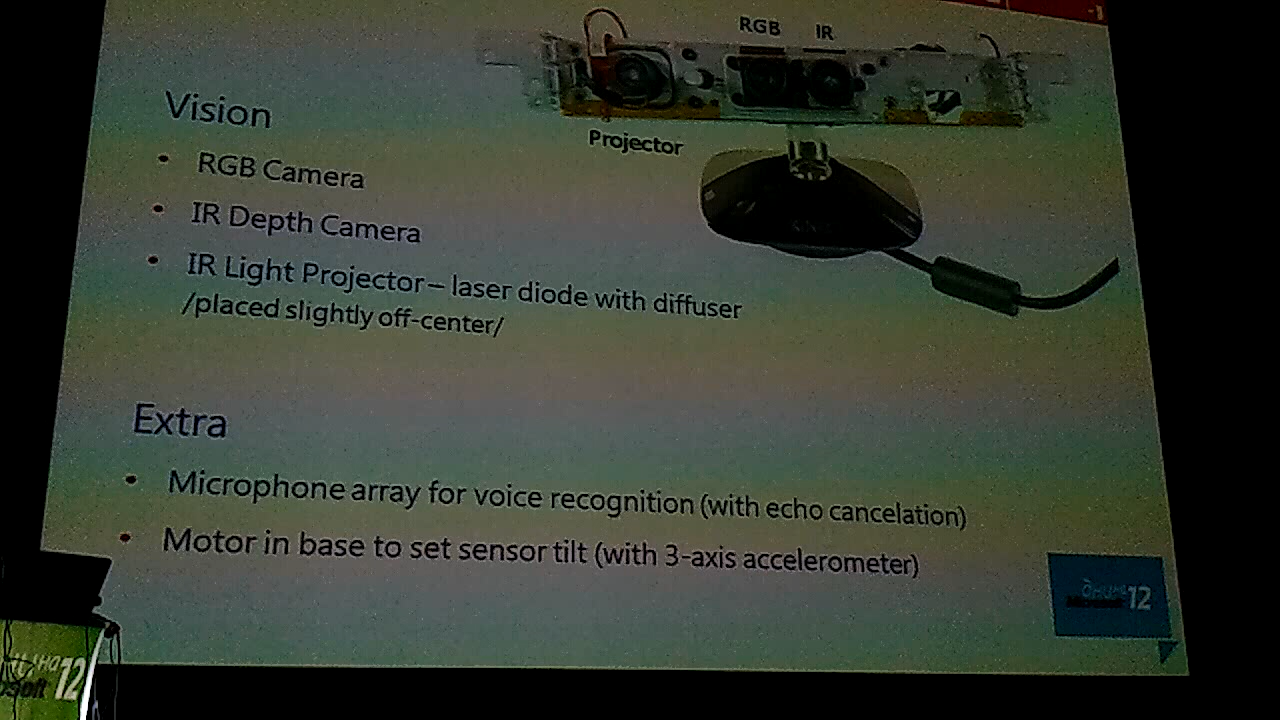 RGB IR
Projector
Vision
• RGB Camera
• IR Depth Camera
• IR Light Projector – laser diode with diffuser
/placed slightly off-center/
Extra
• Microphone array for voice recognition (with echo cancelation)
• Motor in base to set sensor tilt (with 3-axis accelerometer)
12
12